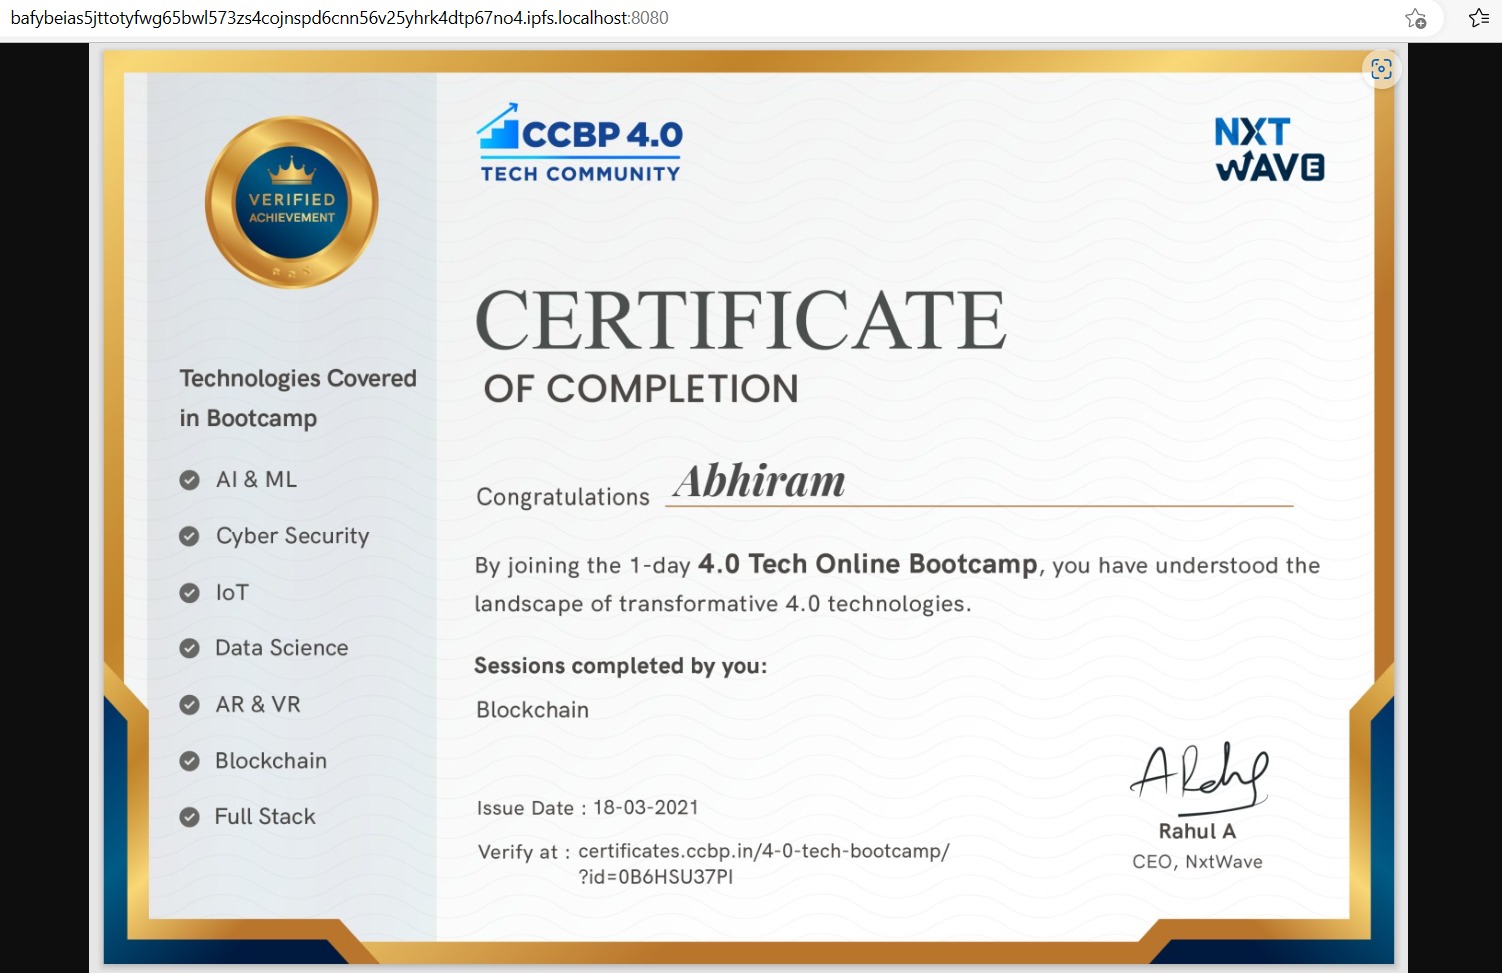 bafybeias5jttotyfwg65bwl573zs4cojnspd6cnn56v25yhrk4dtp67no4.ipfs.localhost:8080
VERIFIED
ACHIEVEMENT
Technologies Covered
in Bootcamp
AI & ML
Cyber Security
IoT
Data Science
AR & VR
Blockchain
Full Stack
CCBP 4.0
TECH COMMUNITY
NXT
WAVE
CERTIFICATE
OF COMPLETION
Congratulations Abhiram
By joining the 1-day 4.0 Tech Online Bootcamp, you have understood the
landscape of transformative 4.0 technologies.
Sessions completed by you:
Blockchain
Issue Date : 18-03-2021
Verify at : certificates.ccbp.in/4-0-tech-bootcamp/
?id=0B6HSU37PI
Rahul A
CEO, NxtWave